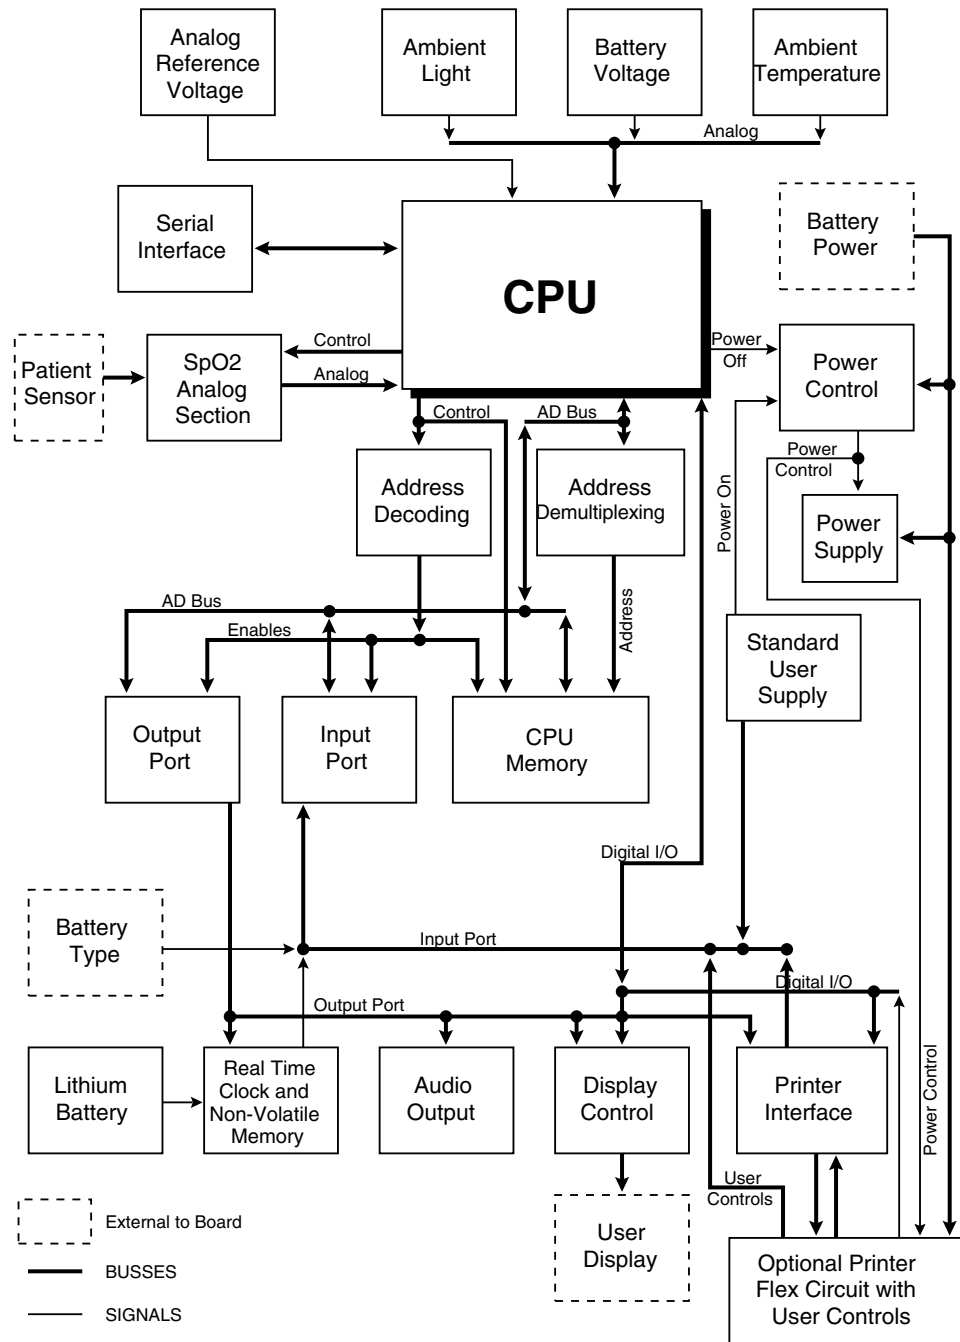 Analog
Reference
Voltage
Ambient
Light
Battery
Voltage
Ambient
Temperature
Analog
Serial
Interface
CPU
Battery
Power
Patient
Sensor
SpO2
Analog
Section
Control
Analog
Power
Off
Power
Control
Control
AD Bus
Address
Decoding
Address
Demultiplexing
Power On
Power
Control
Power
Supply
AD Bus
Enables
Address
Standard
User
Supply
Output
Port
Input
Port
CPU
Memory
Digital I/O
Battery
Type
Input Port
Output Port
Digital I/O
Lithium
Battery
Real Time
Clock and
Non-Volatile
Memory
Audio
Output
Display
Control
Printer
Interface
Power Control
User
Controls
External to Board
User
Display
BUSSES
SIGNALS
Optional Printer
Flex Circuit with
User Controls